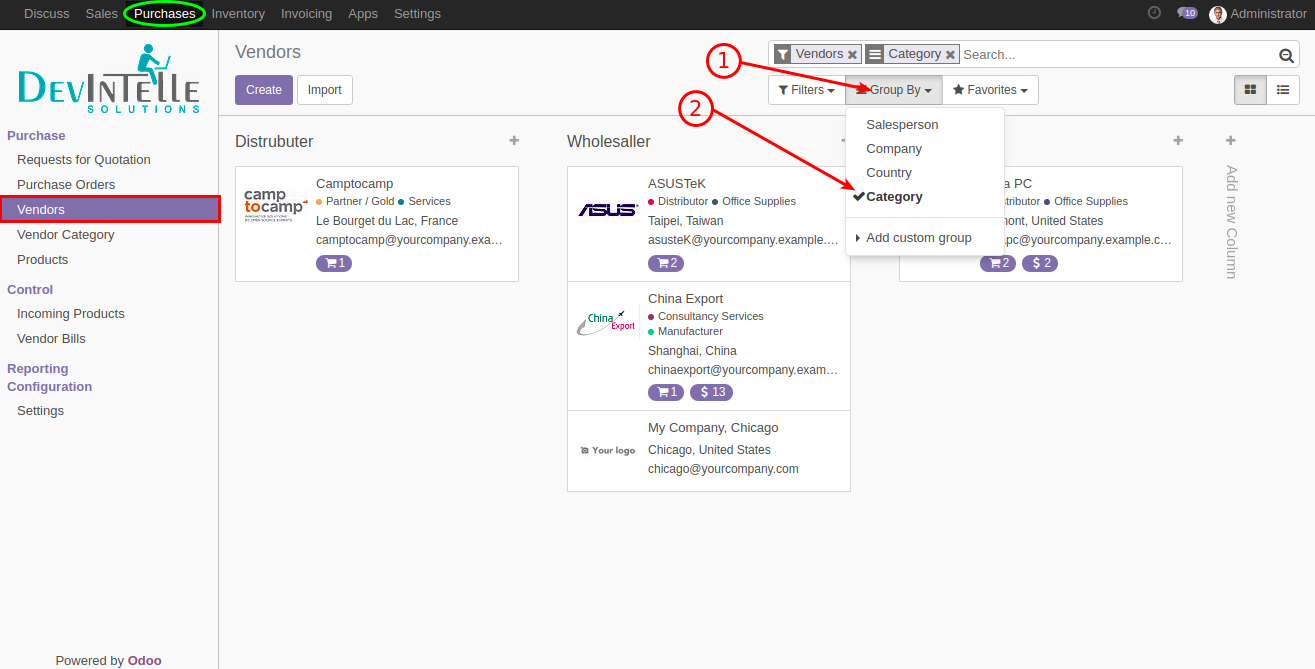 Discuss Sales Purchases Inventory Invoicing Apps Settings 10 Administrator
DEVINTELLE
SOLUTIONS
Purchase
Requests for Quotation
Purchase Orders
Vendors
Vendor Category
Products
Control
Incoming Products
Vendor Bills
Reporting
Configuration
Settings
Powered by Odoo
Vendors
Vendors Category Search...
Create Import
Filters Group By Favorites
1
2
Salesperson
Company
Country
Category
Add custom group
Distrubuter
camp
tocamp
Camptocamp
Partner / Gold Services
Le Bourget du Lac, France
camptocamp@yourcompany.exa...
1
Wholesaller
ASUS
ASUSTeK
Distributor Office Supplies
Taipei, Taiwan
asusteK@yourcompany.example....
2
China
Export
China Export
Consultancy Services
Manufacturer
Shanghai, China
chinaexport@yourcompany.exam...
1 $ 13
Your logo
My Company, Chicago
Chicago, United States
chicago@yourcompany.com
PC
Office Supplies
United States
pc@yourcompany.example.c...
2 $ 2
Add new Column